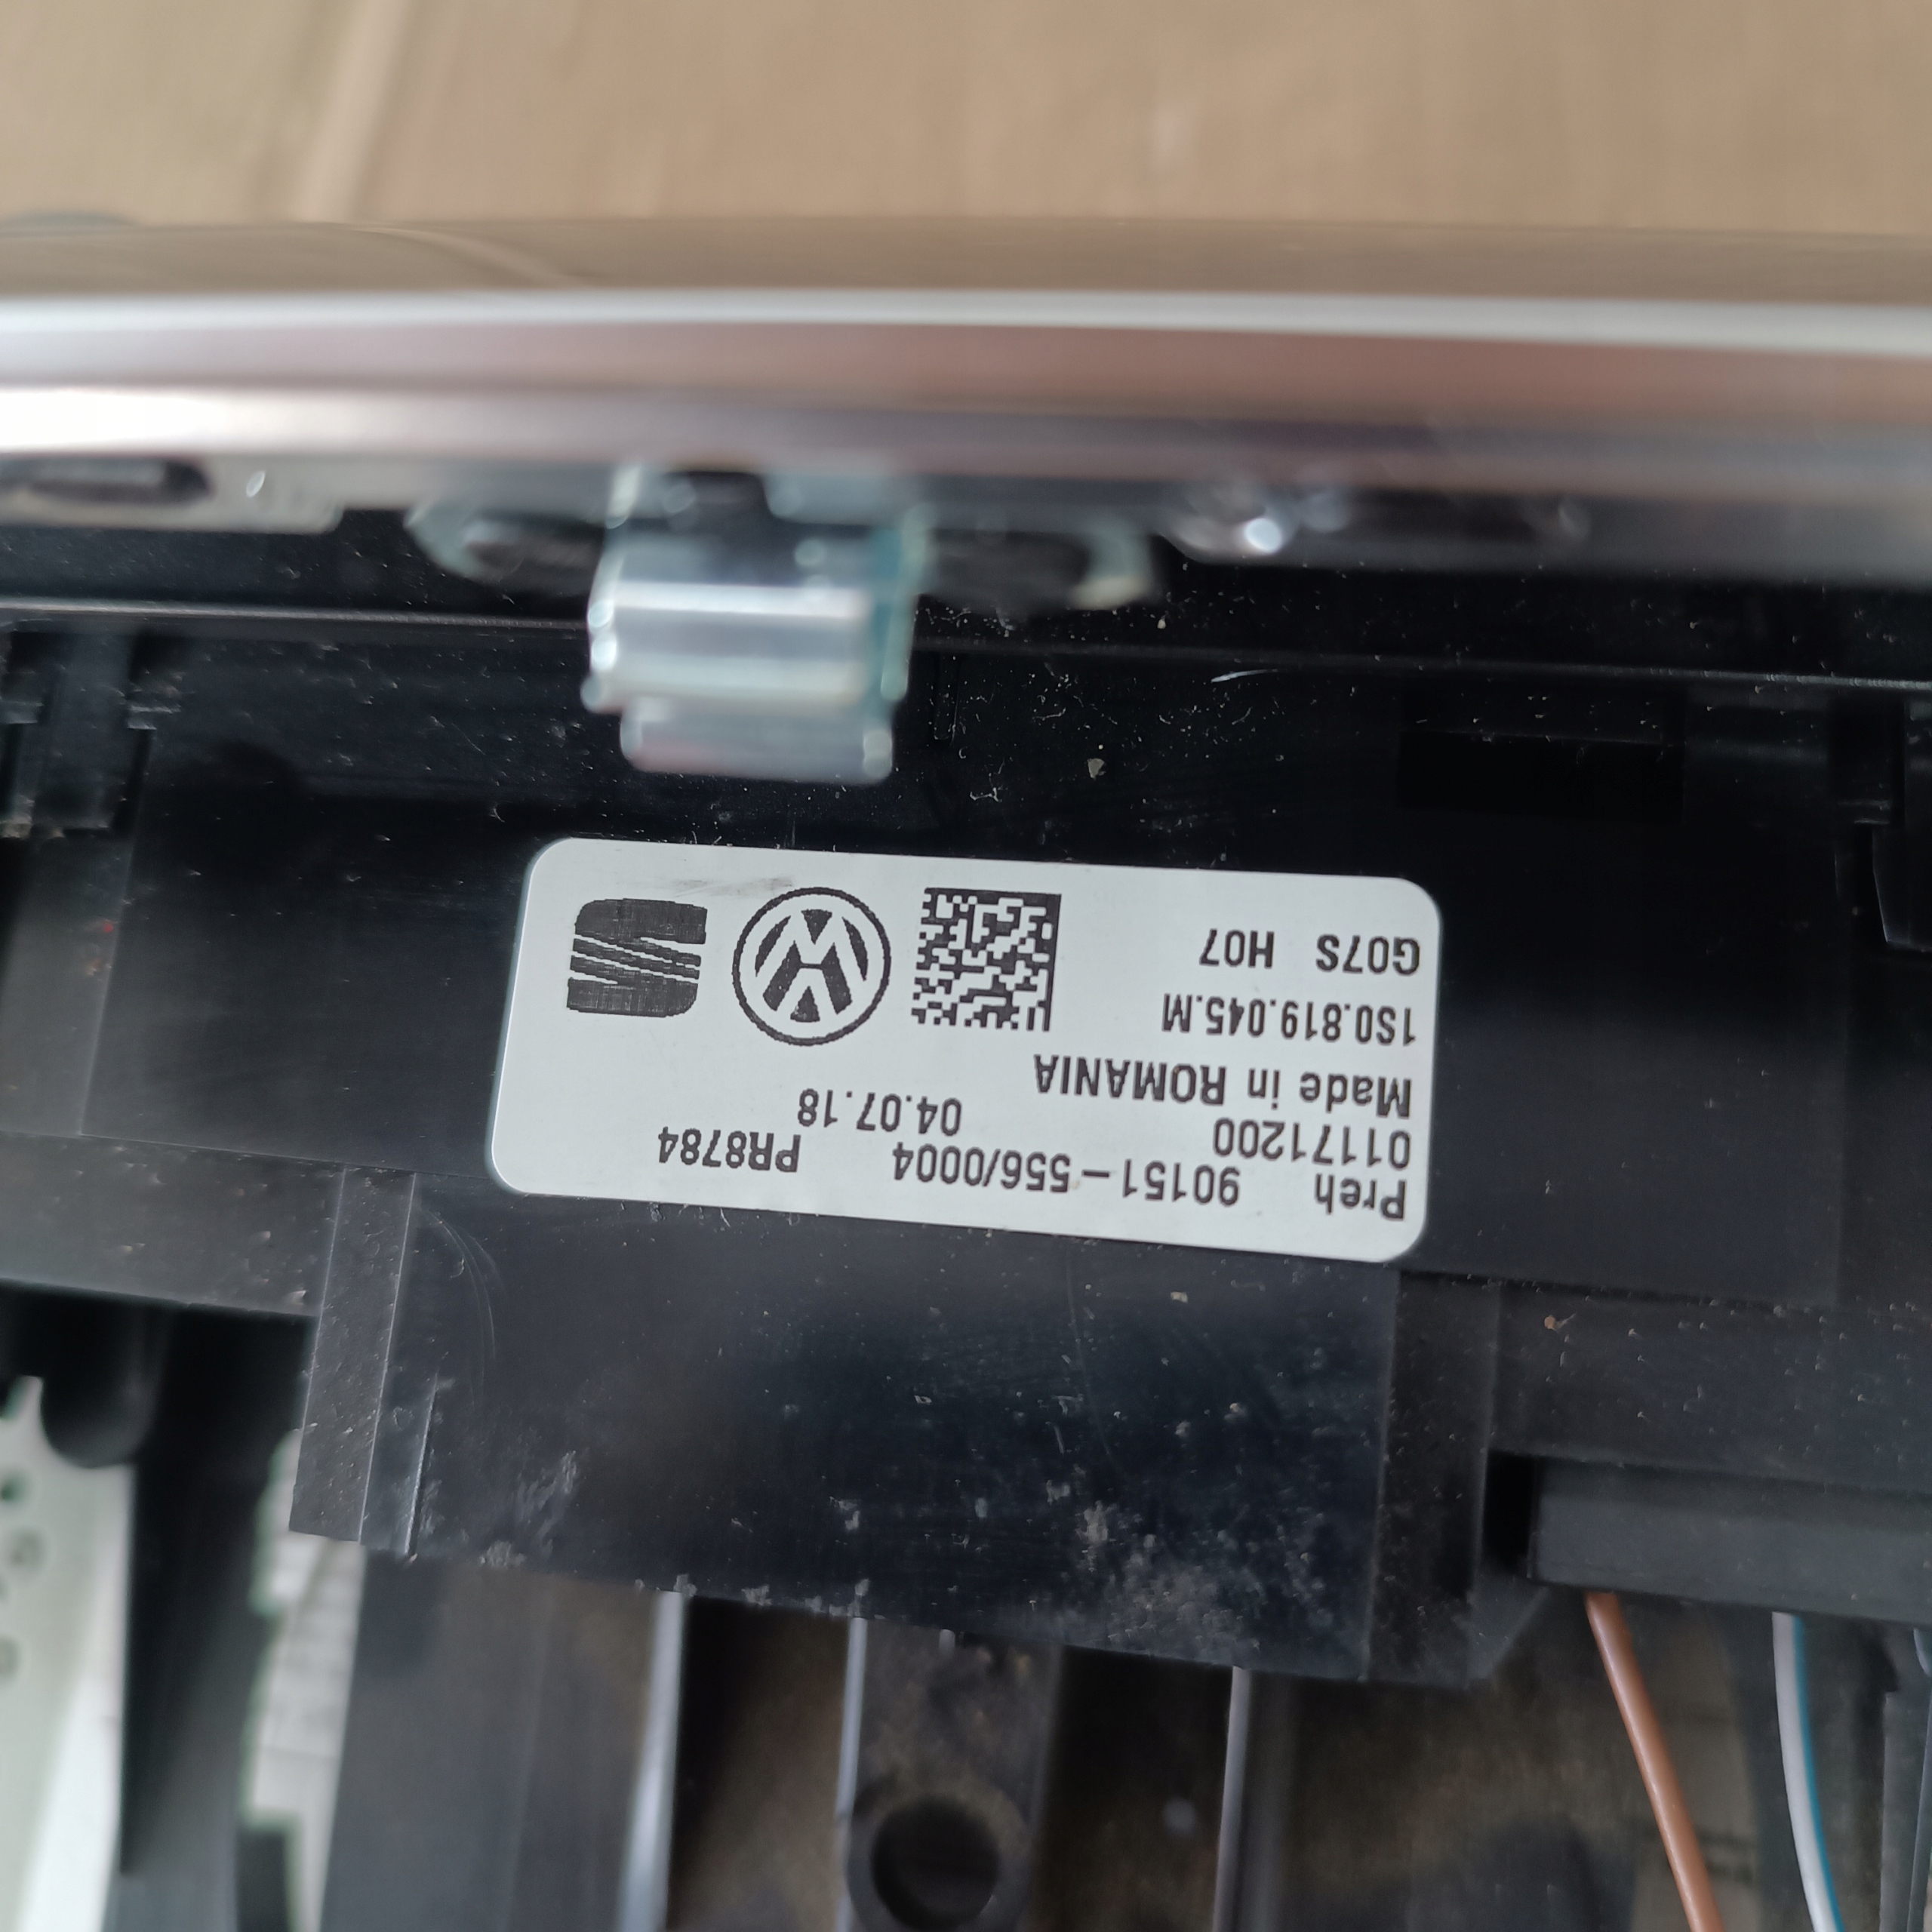 Preh 90151-556/0004 PR8784
01171200 04.07.18
Made in ROMANIA
1S0.819.045.M
G07S H07